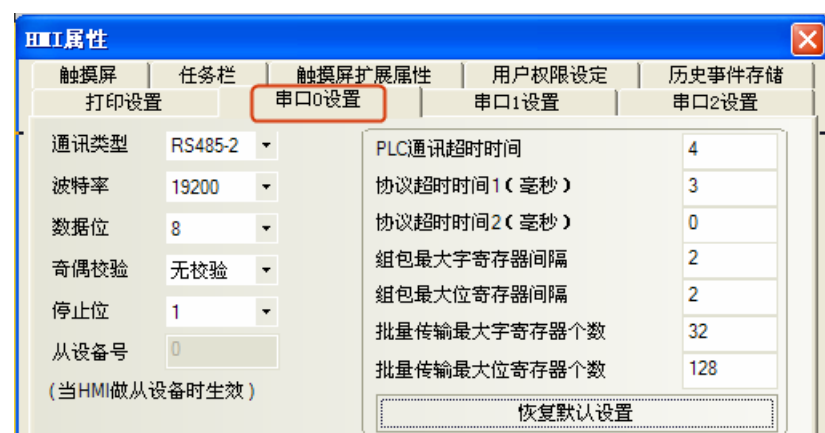 HMI属性
触摸屏 任务栏 触摸屏扩展属性 用户权限设定 历史事件存储
打印设置 串口0设置 串口1设置 串口2设置
通讯类型 RS485-2
波特率 19200
数据位 8
奇偶校验 无校验
停止位 1
从设备号 0
(当HMI做从设备时生效)
PLC通讯超时时间 4
协议超时时间1(毫秒) 3
协议超时时间2(毫秒) 0
组包最大字寄存器间隔 2
组包最大位寄存器间隔 2
批量传输最大字寄存器个数 32
批量传输最大位寄存器个数 128
恢复默认设置